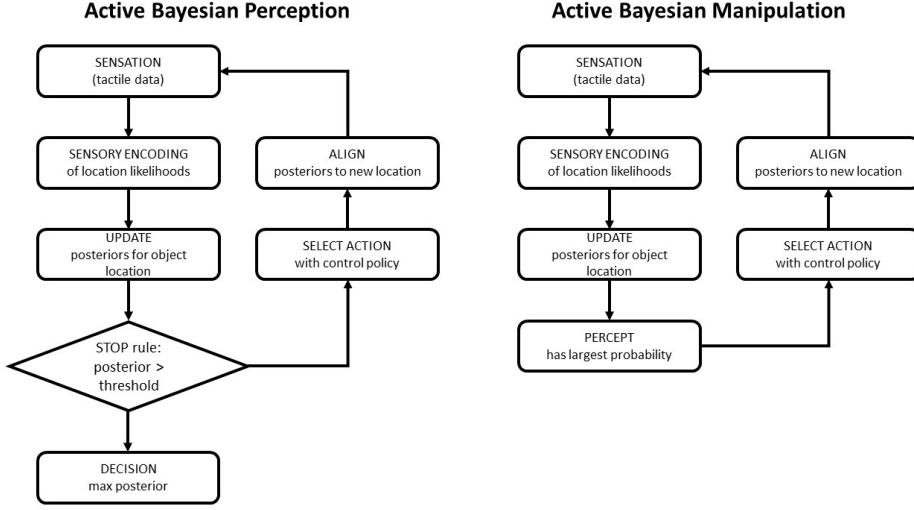 Active Bayesian Perception
SENSATION
(tactile data)
SENSORY ENCODING
of location likelihoods
ALIGN
posteriors to new location
UPDATE
posteriors for object
location
SELECT ACTION
with control policy
STOP rule:
posterior >
threshold
DECISION
max posterior
Active Bayesian Manipulation
SENSATION
(tactile data)
SENSORY ENCODING
of location likelihoods
ALIGN
posteriors to new location
UPDATE
posteriors for object
location
SELECT ACTION
with control policy
PERCEPT
has largest probability